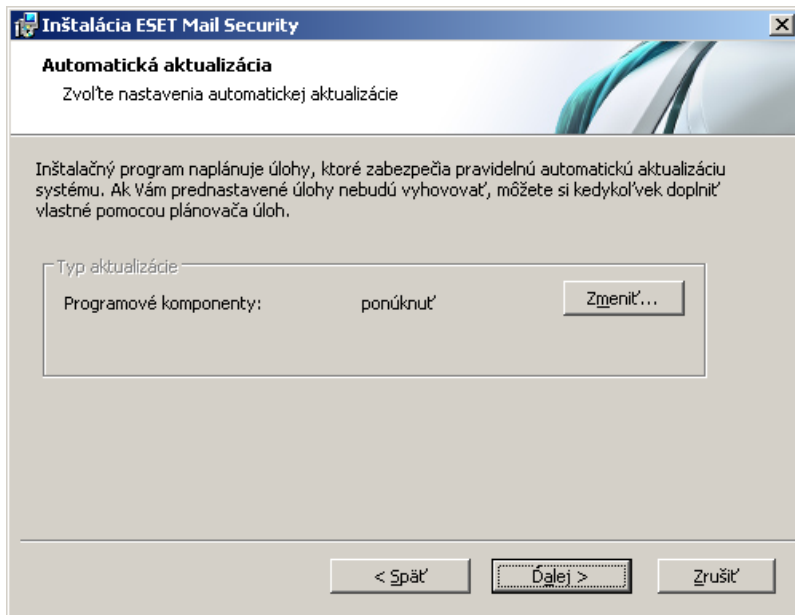 Inštalácia ESET Mail Security
Automatická aktualizácia
Zvoľte nastavenia automatickej aktualizácie
Inštalačný program naplánuje úlohy, ktoré zabezpečia pravidelnú automatickú aktualizáciu
systému. Ak Vám prednastavené úlohy nebudú vyhovovať, môžete si kedykoľvek doplniť
vlastné pomocou plánovača úloh.
Typ aktualizácie
Programové komponenty: ponúknuť Zmeniť...
< Späť Ďalej > Zrušiť